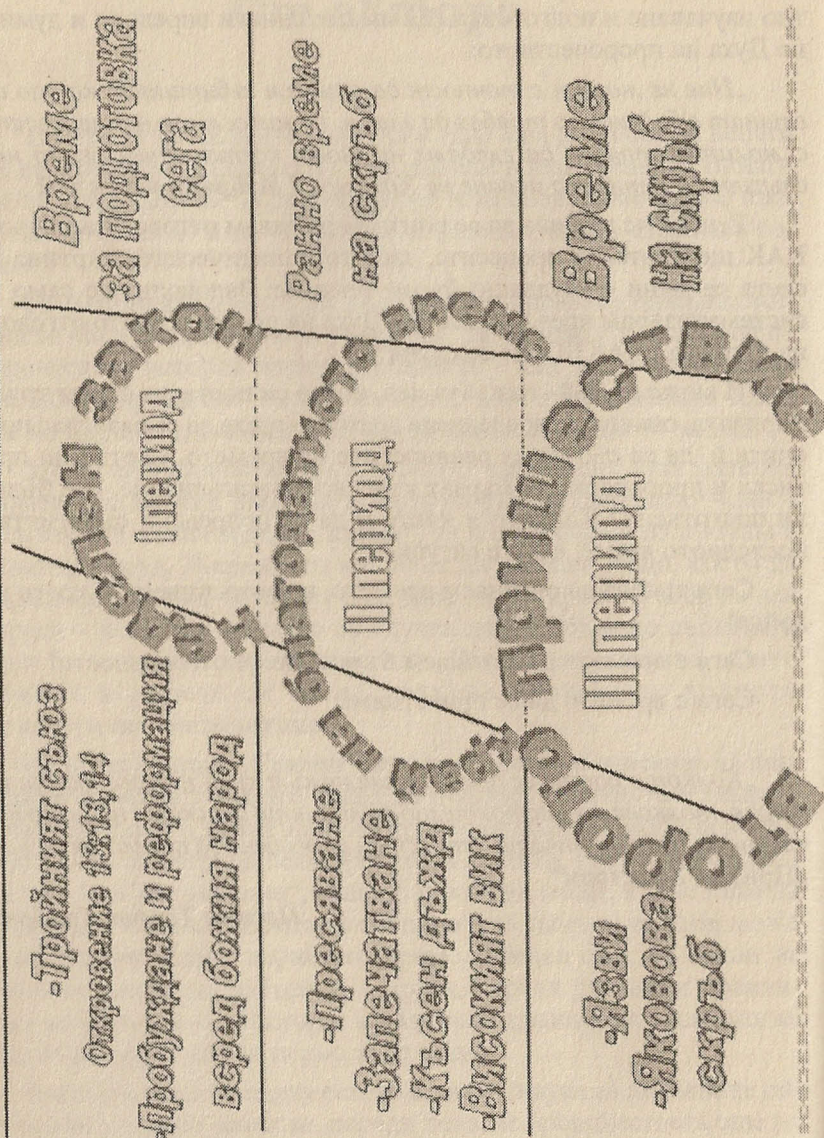 -Тройният съюз
Откровение 13:13,14
-Пробуждане и реформация
всред божия народ
Неделен закон
I период
Време
за подготовка
сега
-Пресяване
-Запечатване
-Късен дъжд
-Високият вик
Край на благодатното време
II период
Ранно време
на скръб
-Язви
-Яковова
скръб
Второто пришествие
III период
Време
на скръб